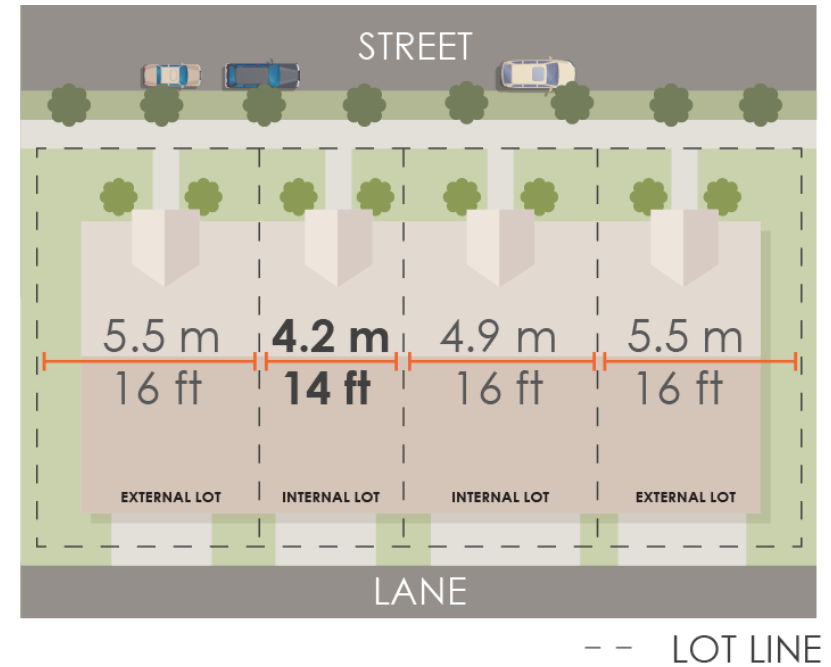 STREET
5.5 m 4.2 m 4.9 m 5.5 m
16 ft 14 ft 16 ft 16 ft
EXTERNAL LOT INTERNAL LOT INTERNAL LOT EXTERNAL LOT
LANE
LOT LINE